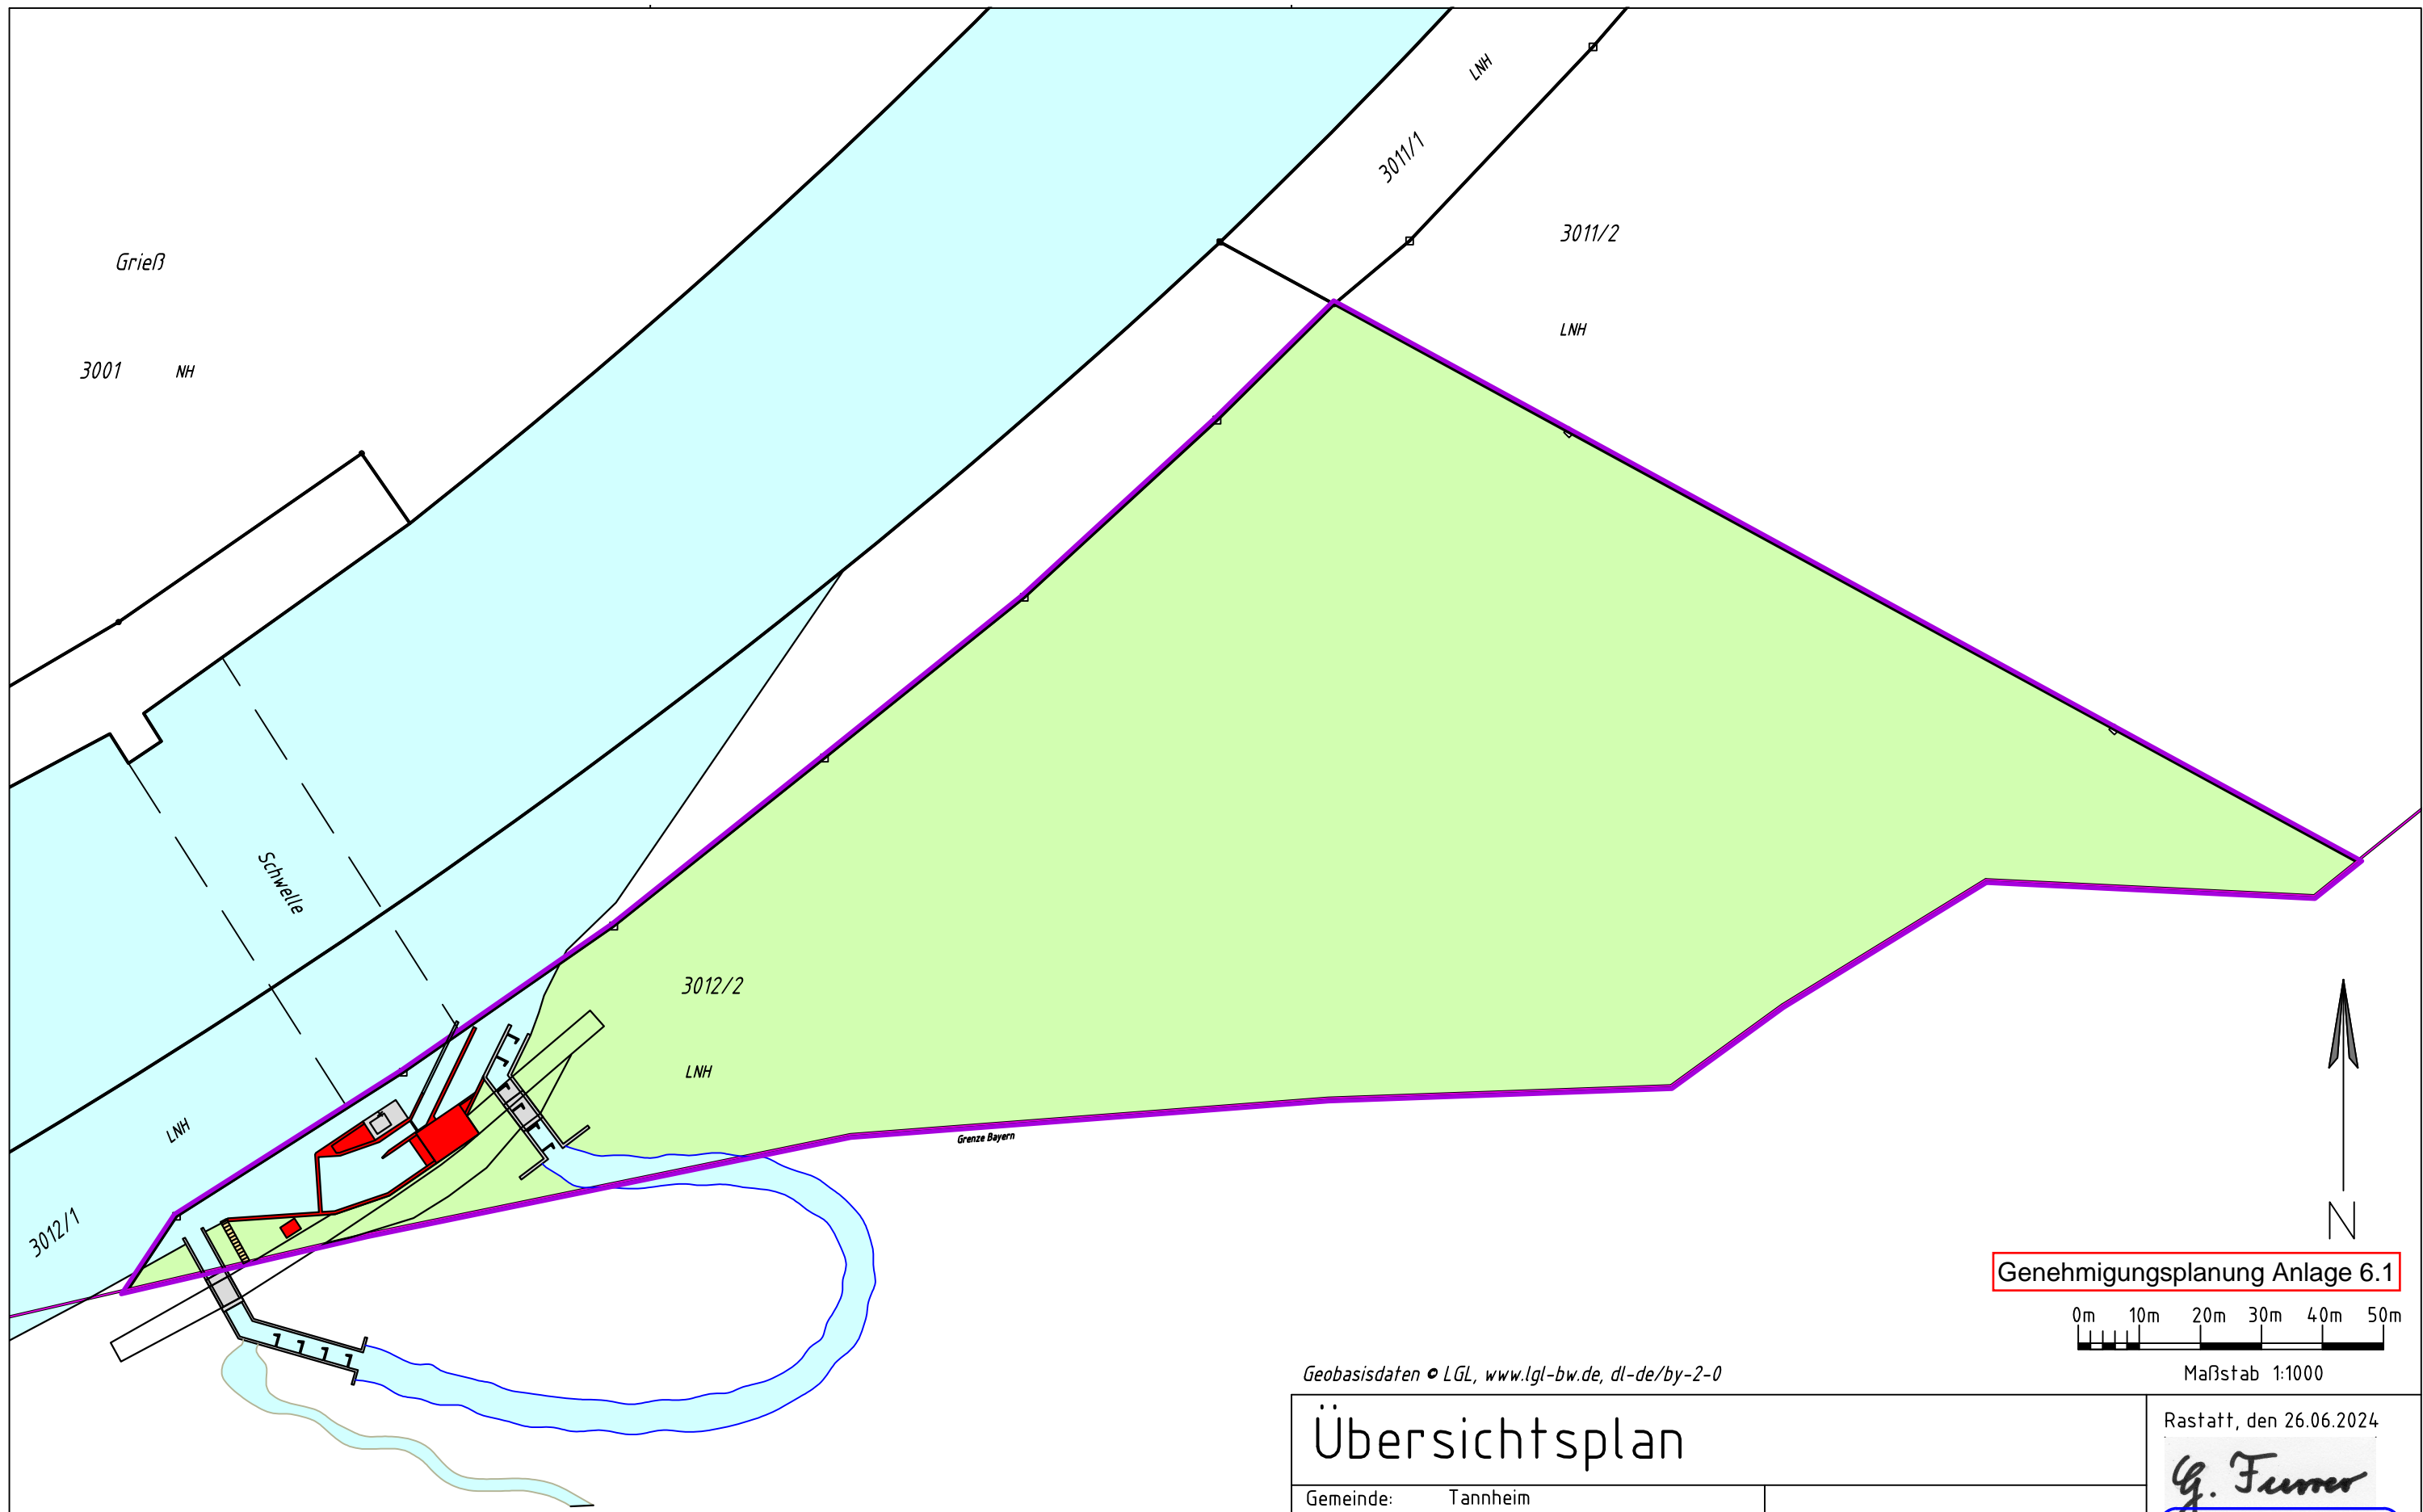 LNH
3011/1
3011/2
Grieß
LNH
3001 NH
Schwelle
3012/2
LNH
Grenze Bayern
LNH
3012/1
N
Genehmigungsplanung Anlage 6.1
0m 10m 20m 30m 40m 50m
Maßstab 1:1000
Geobasisdaten © LGL, www.lgl-bw.de, dl-de/by-2-0
Übersichtsplan
Rastatt, den 26.06.2024
Gemeinde: Tannheim